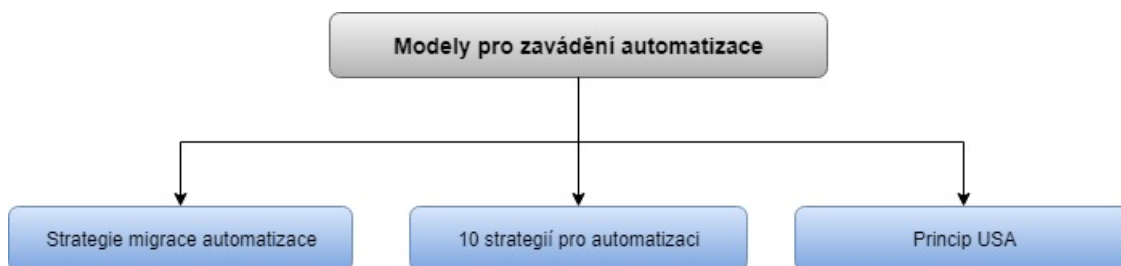 Modely pro zavádění automatizace
Strategie migrace automatizace
10 strategií pro automatizaci
Princip USA